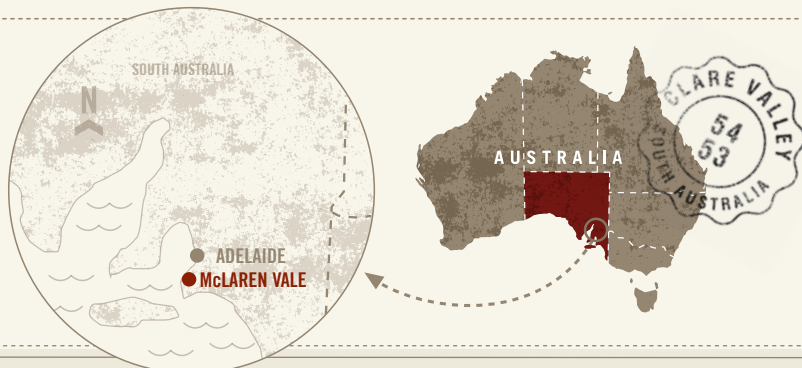 SOUTH AUSTRALIA
N
ADELAIDE
McLAREN VALE
AUSTRALIA
CLARE VALLEY
54
53
SOUTH AUSTRALIA